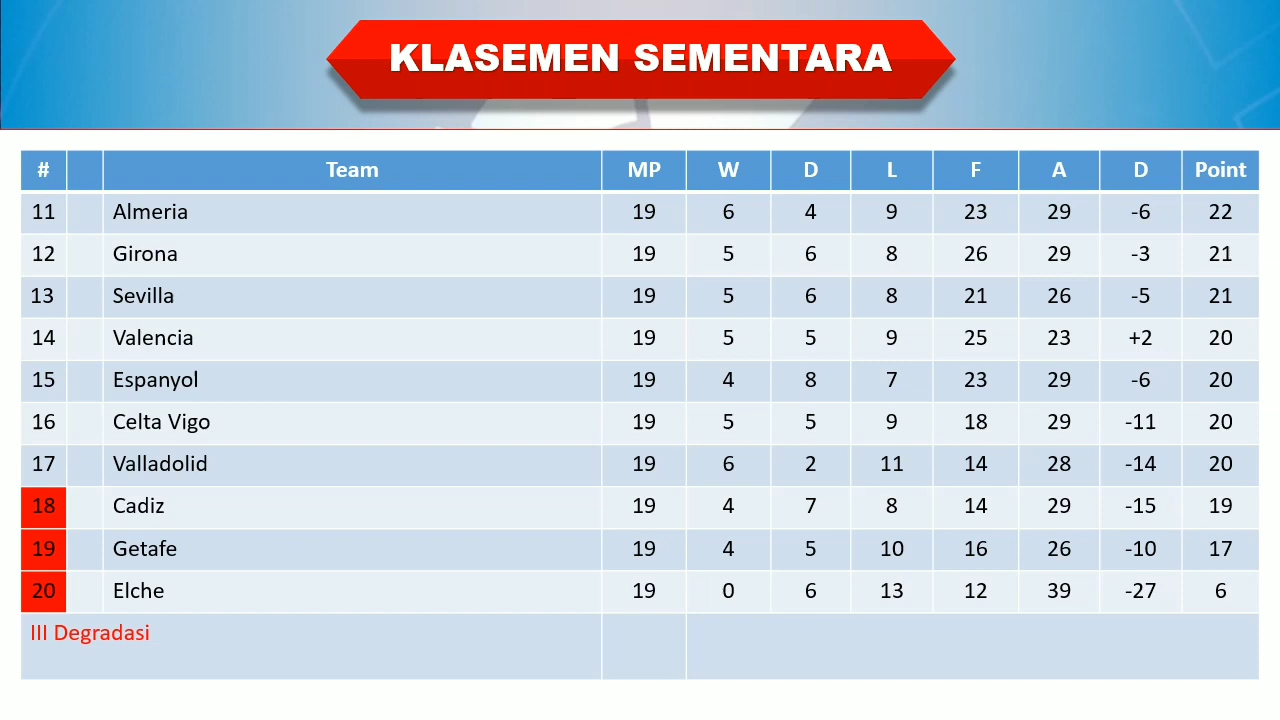 KLASEMEN SEMENTARA
# Team MP W D L F A D Point
11 Almeria 19 6 4 9 23 29 -6 22
12 Girona 19 5 6 8 26 29 -3 21
13 Sevilla 19 5 6 8 21 26 -5 21
14 Valencia 19 5 5 9 25 23 +2 20
15 Espanyol 19 4 8 7 23 29 -6 20
16 Celta Vigo 19 5 5 9 18 29 -11 20
17 Valladolid 19 6 2 11 14 28 -14 20
18 Cadiz 19 4 7 8 14 29 -15 19
19 Getafe 19 4 5 10 16 26 -10 17
20 Elche 19 0 6 13 12 39 -27 6
III Degradasi